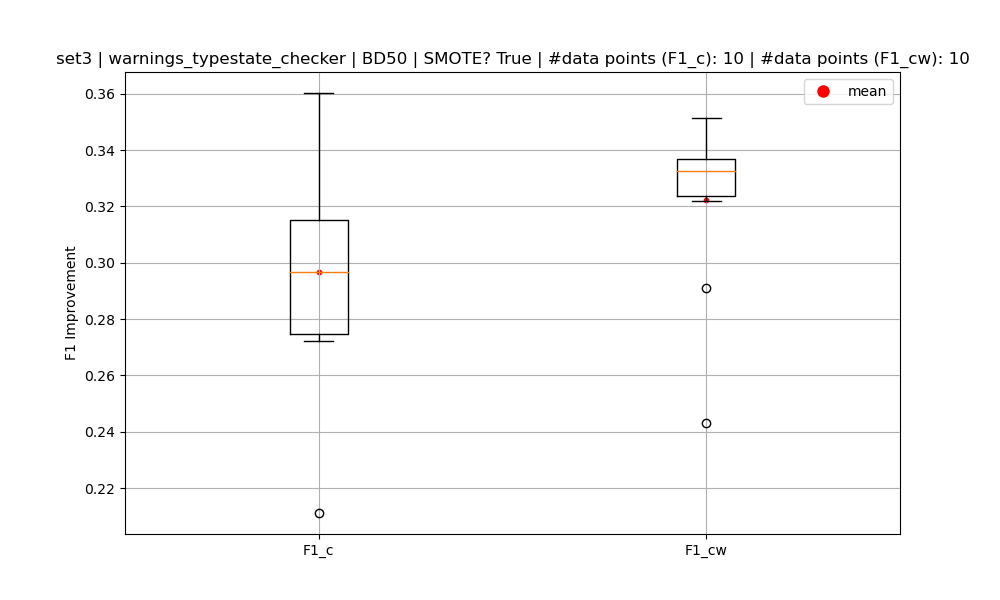 set3 | warnings_typestate_checker | BD50 | SMOTE? True | #data points (F1_c): 10 | #data points (F1_cw): 10
mean
F1 Improvement
0.36
0.34
0.32
0.30
0.28
0.26
0.24
0.22
F1_c
F1_cw